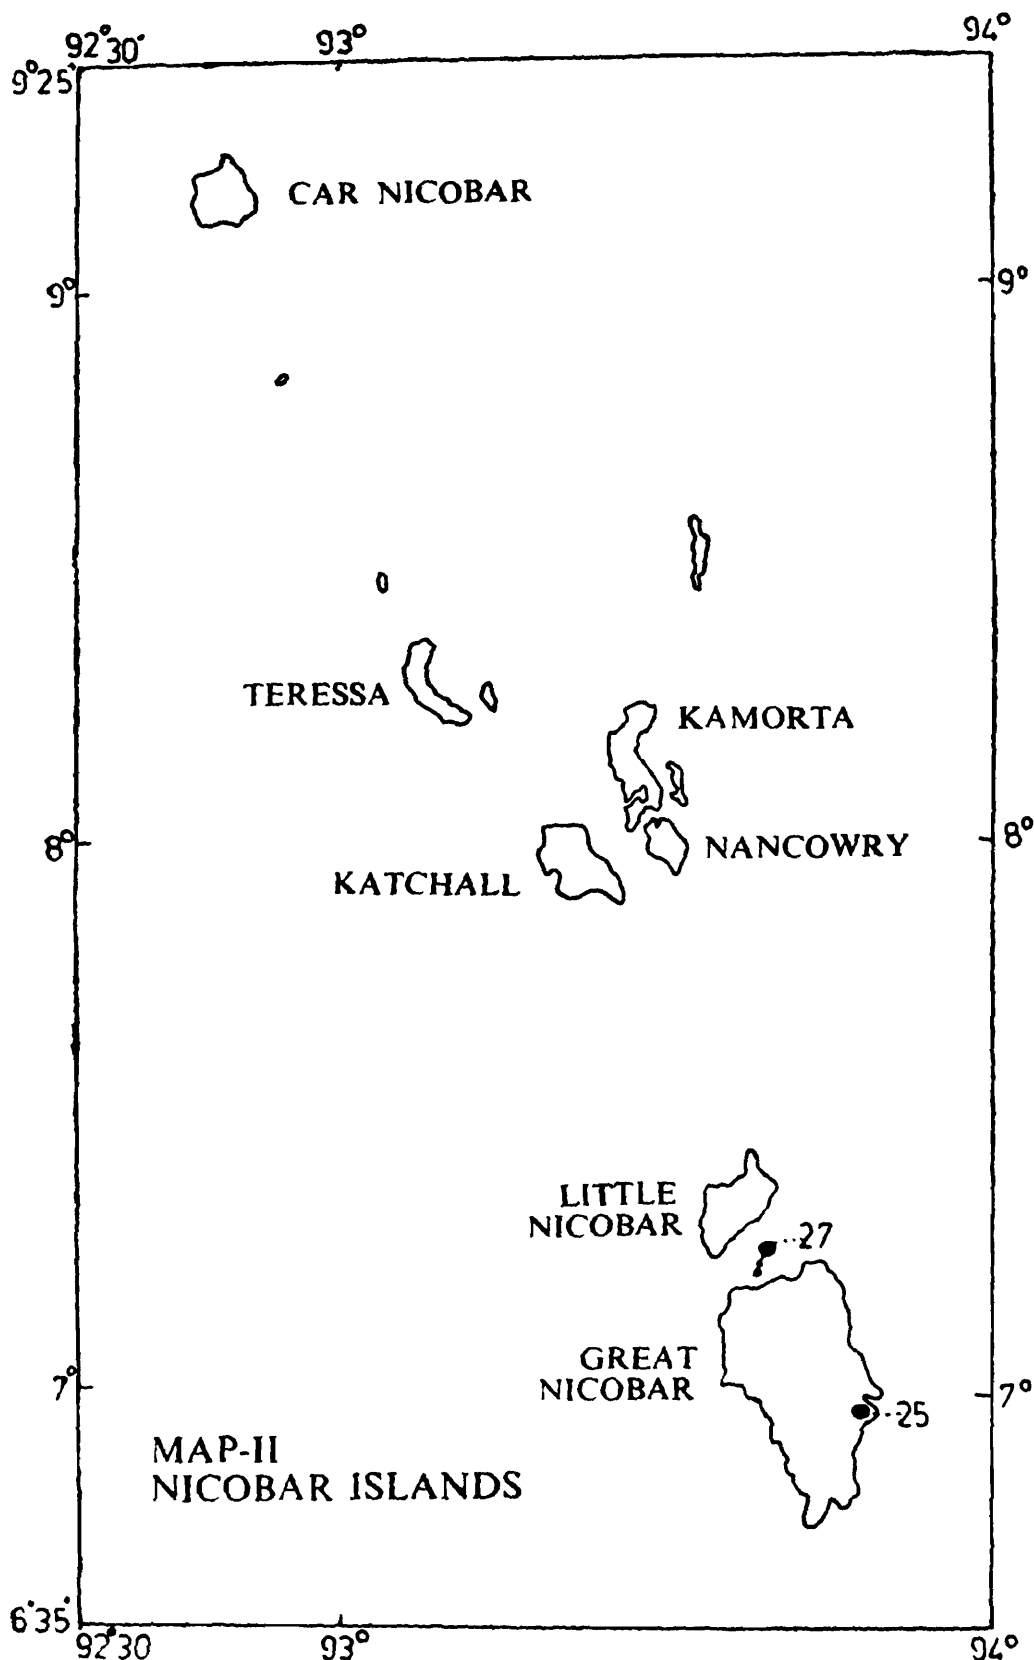 92°30' 93° 94°
9°25'
CAR NICOBAR
9° 9°
TERESSA
KAMORTA
8° 8°
NANCOWRY
KATCHALL
LITTLE
NICOBAR
27
GREAT
NICOBAR
7° 7°
25
MAP-II
NICOBAR ISLANDS
6°35'
92°30 93° 94°